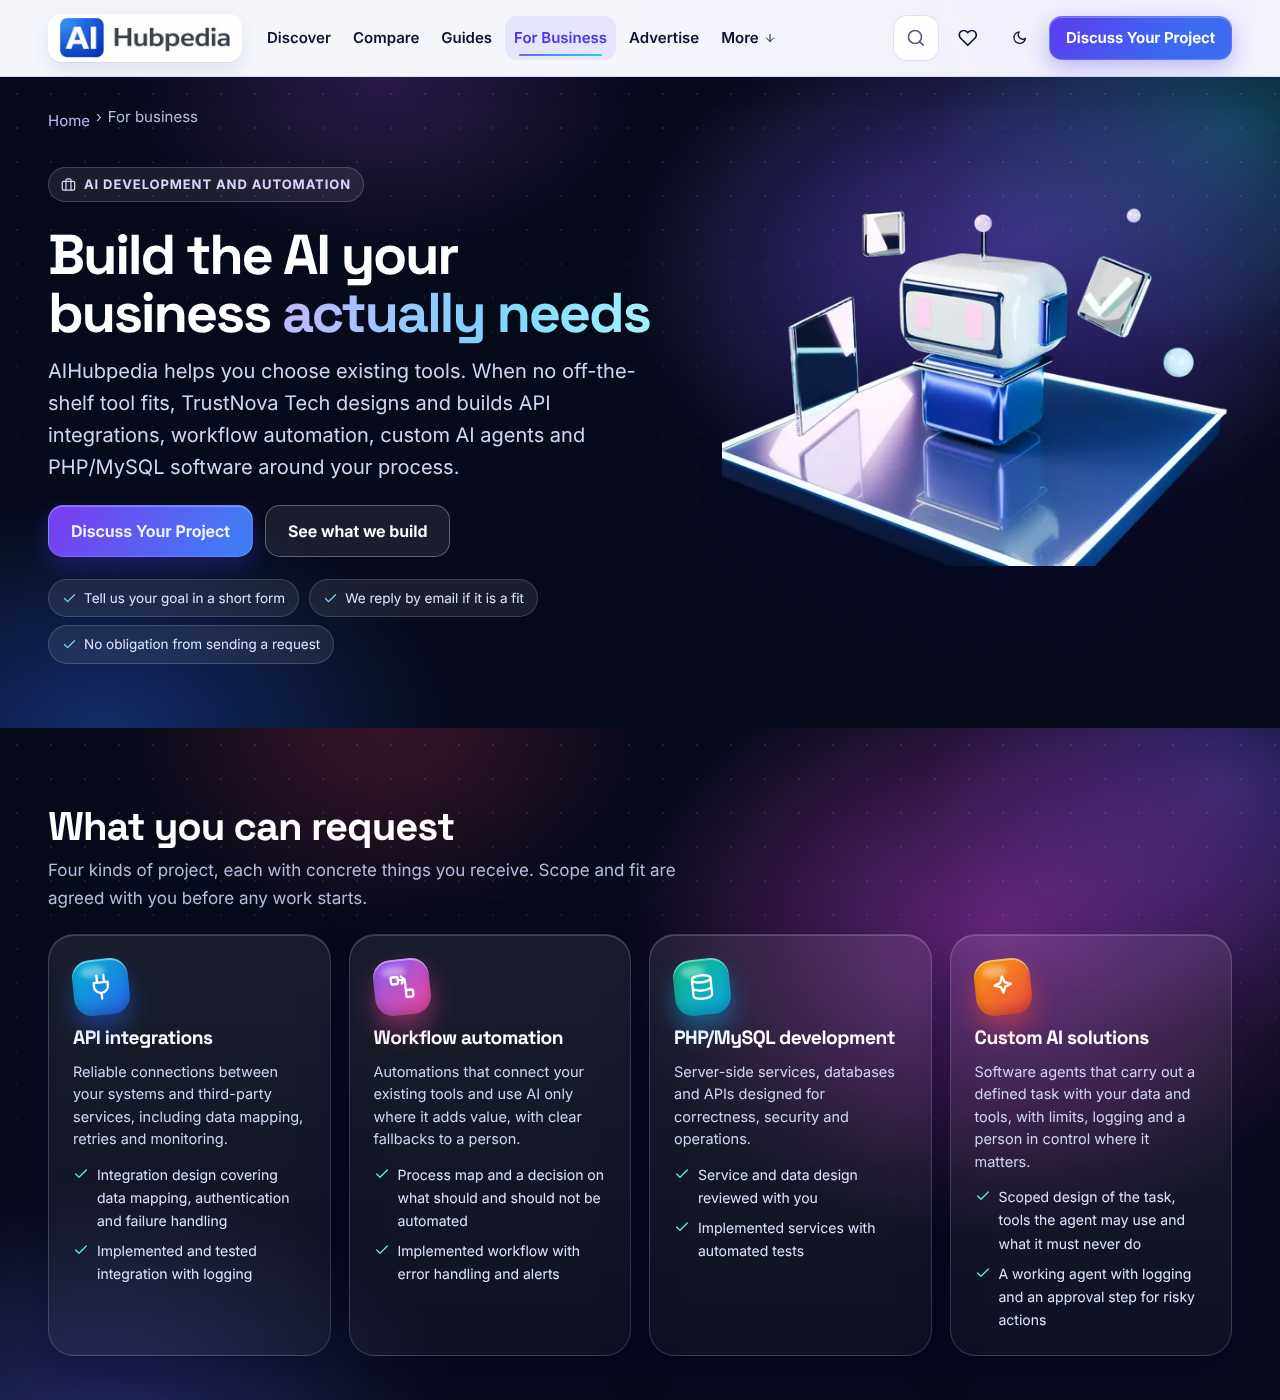 AI Hubpedia
Discover
Compare
Guides
For Business
Advertise
More
Discuss Your Project
Home › For business
AI DEVELOPMENT AND AUTOMATION
Build the AI your
business actually needs
AIHubpedia helps you choose existing tools. When no off-the-
shelf tool fits, TrustNova Tech designs and builds API
integrations, workflow automation, custom AI agents and
PHP/MySQL software around your process.
Discuss Your Project
See what we build
Tell us your goal in a short form
We reply by email if it is a fit
No obligation from sending a request
What you can request
Four kinds of project, each with concrete things you receive. Scope and fit are
agreed with you before any work starts.
API integrations
Reliable connections between
your systems and third-party
services, including data mapping,
retries and monitoring.
Integration design covering
data mapping, authentication
and failure handling
Implemented and tested
integration with logging
Workflow automation
Automations that connect your
existing tools and use AI only
where it adds value, with clear
fallbacks to a person.
Process map and a decision on
what should and should not be
automated
Implemented workflow with
error handling and alerts
PHP/MySQL development
Server-side services, databases
and APIs designed for
correctness, security and
operations.
Service and data design
reviewed with you
Implemented services with
automated tests
Custom AI solutions
Software agents that carry out a
defined task with your data and
tools, with limits, logging and a
person in control where it
matters.
Scoped design of the task,
tools the agent may use and
what it must never do
A working agent with logging
and an approval step for risky
actions